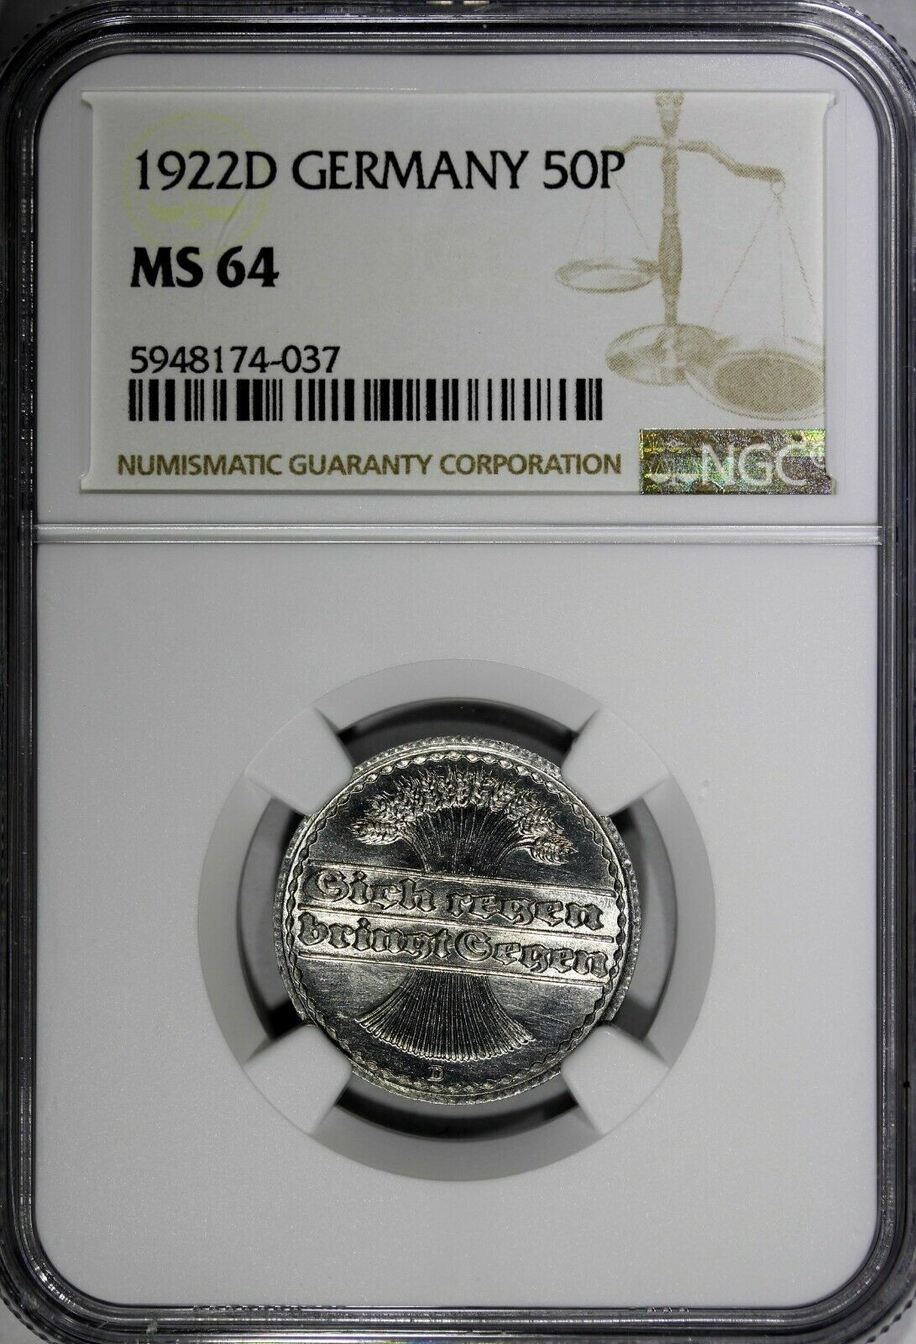 1922D GERMANY 50P
MS 64
5948174-037
NUMISMATIC GUARANTY CORPORATION
NGC
Sich regen
bringt Segen
D